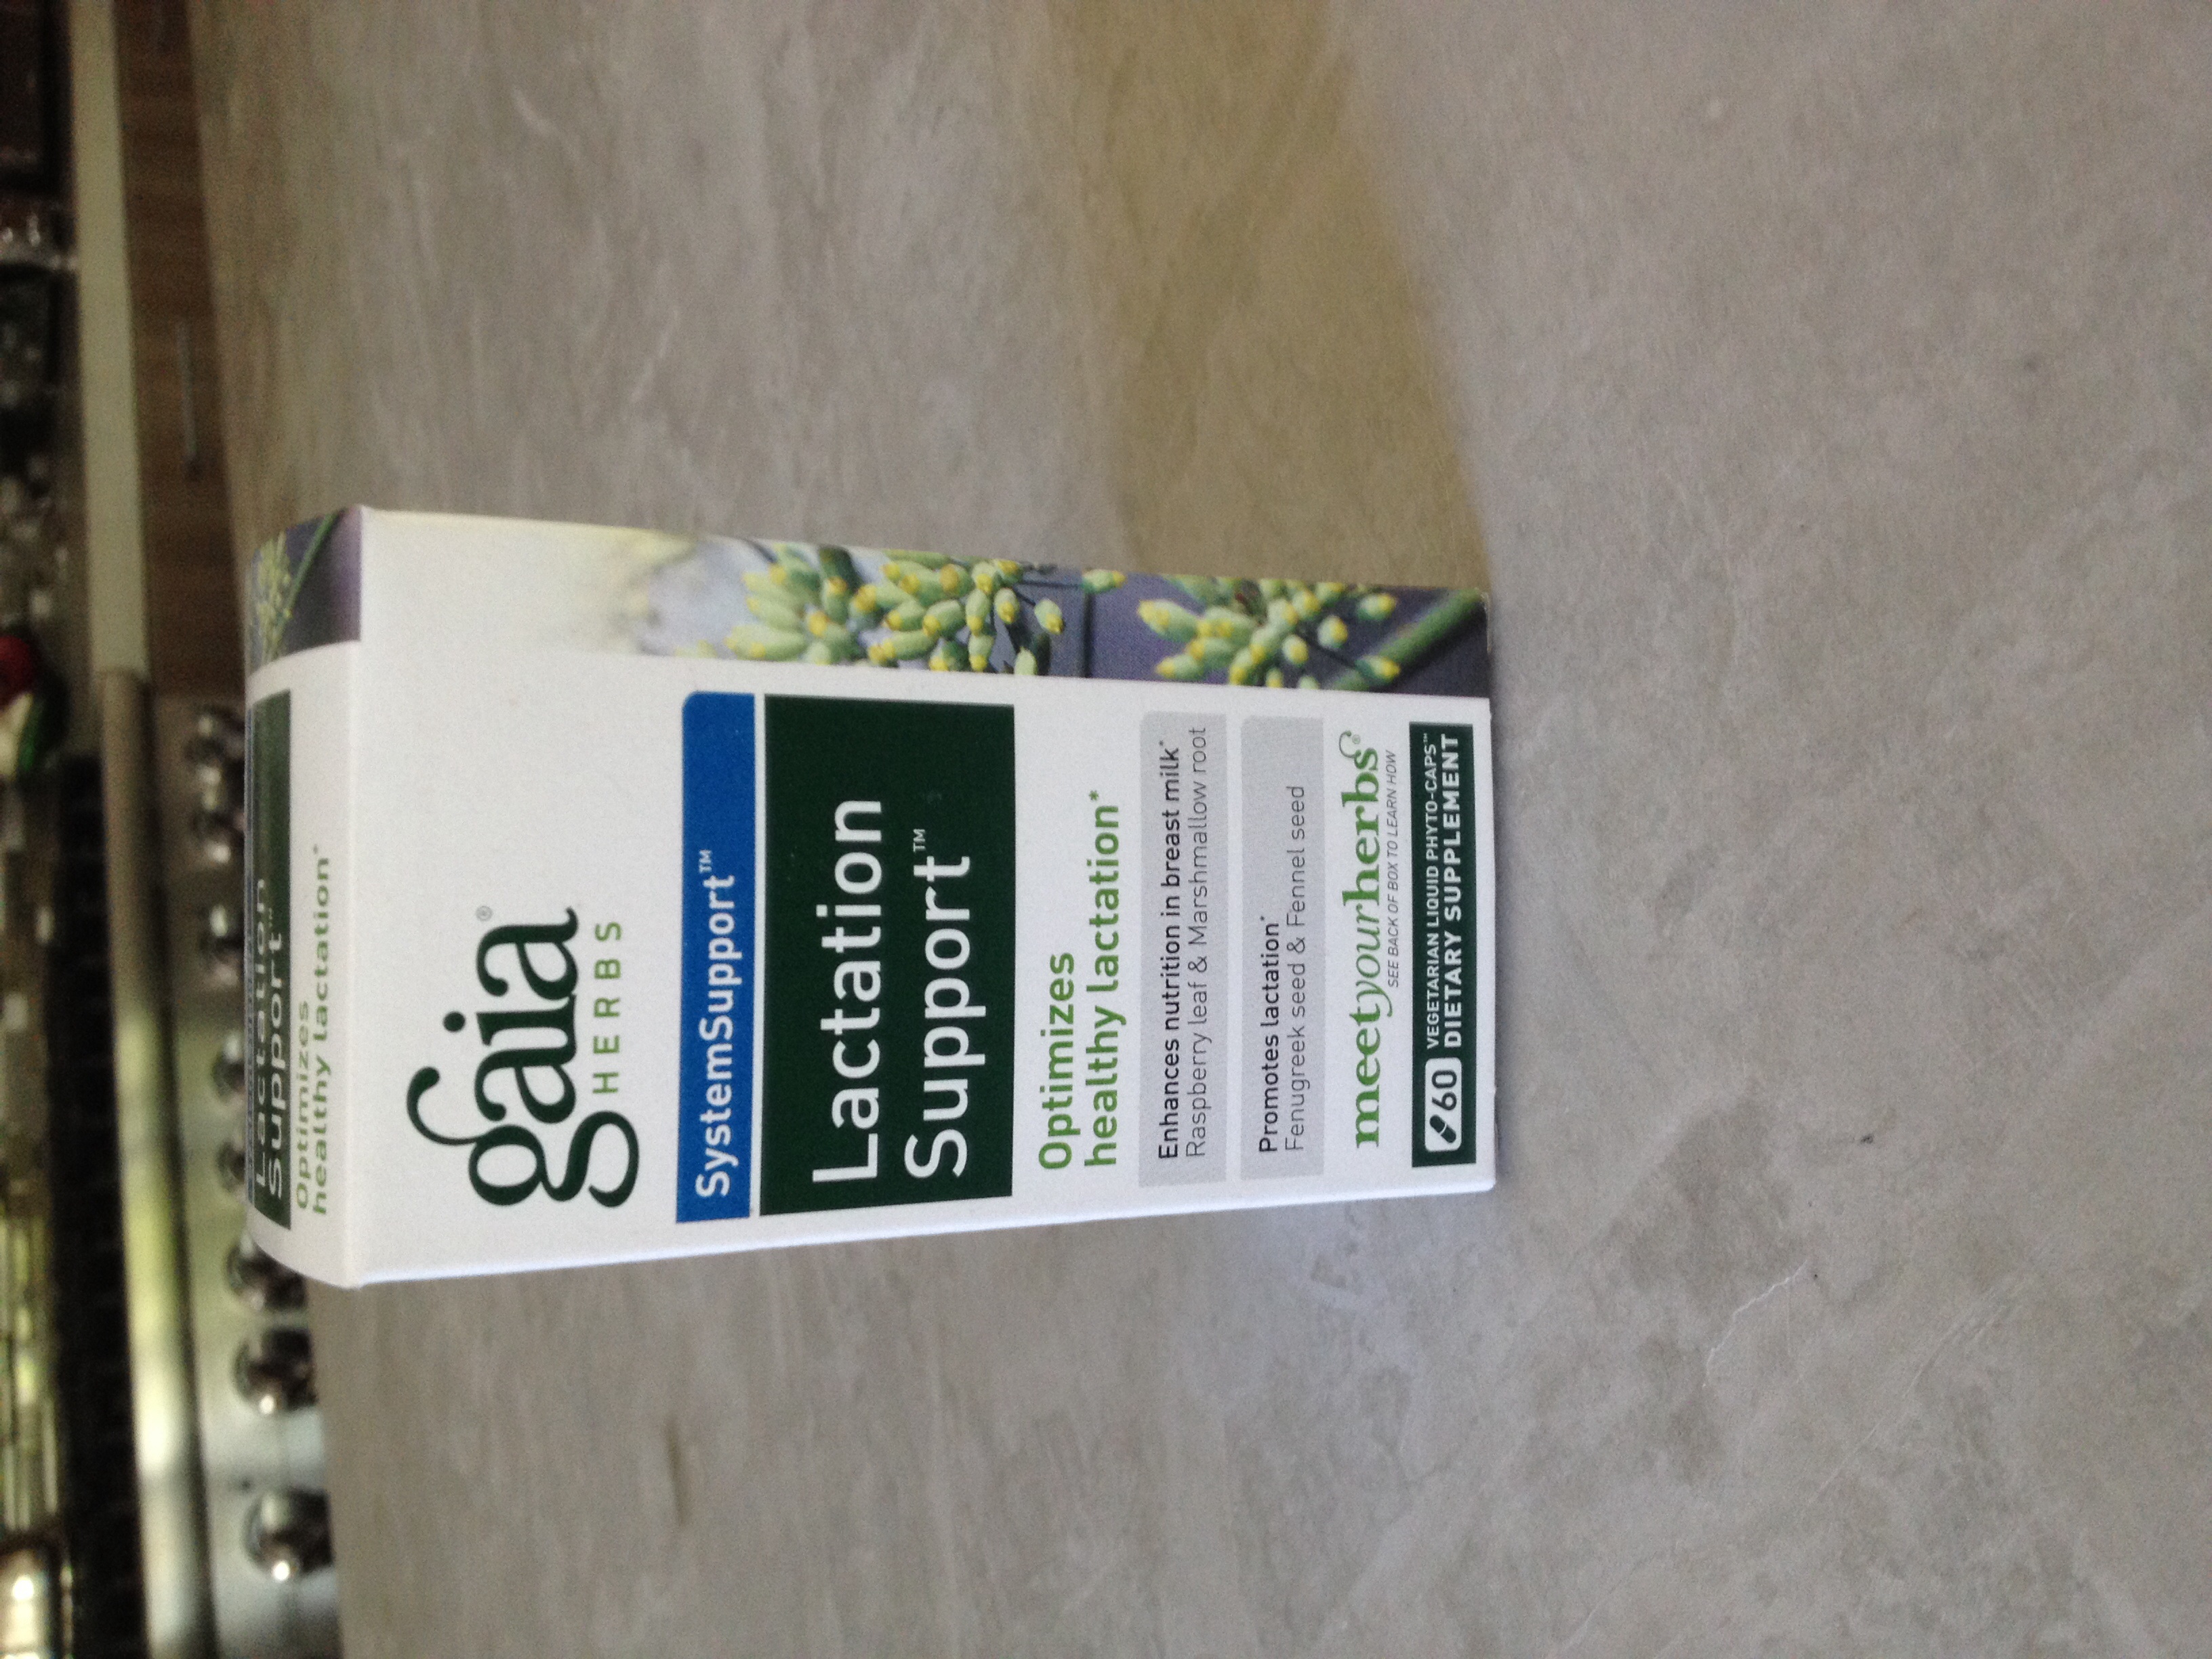 Lactation
Support™
Optimizes
healthy lactation*
gaia®
HERBS
SystemSupport™
Lactation
Support™
Optimizes
healthy lactation*
Enhances nutrition in breast milk*
Raspberry leaf & Marshmallow root
Promotes lactation*
Fenugreek seed & Fennel seed
meetyourherbs®
SEE BACK OF BOX TO LEARN HOW
60 VEGETARIAN LIQUID PHYTO-CAPS™
DIETARY SUPPLEMENT